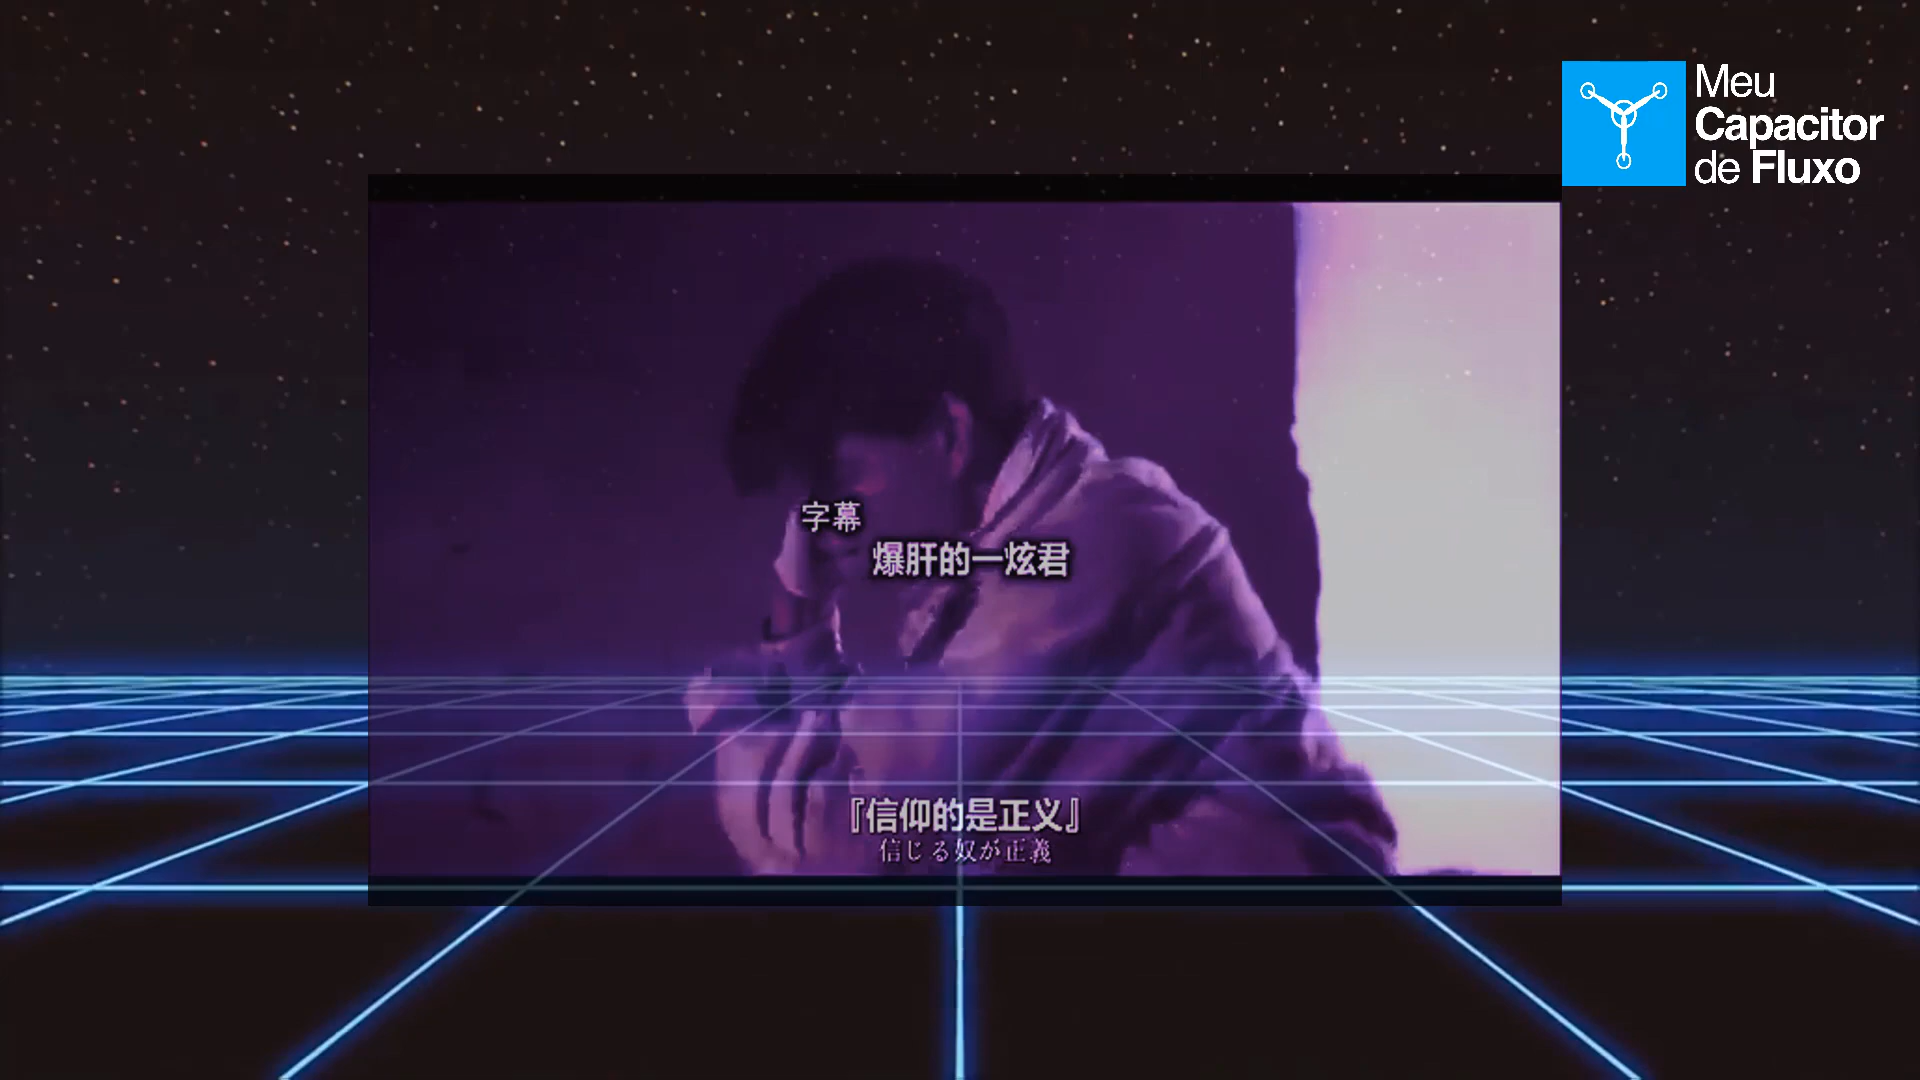 Meu
Capacitor
de Fluxo
字幕
爆肝的一炫君
『信仰的是正义』
信じる奴が正義